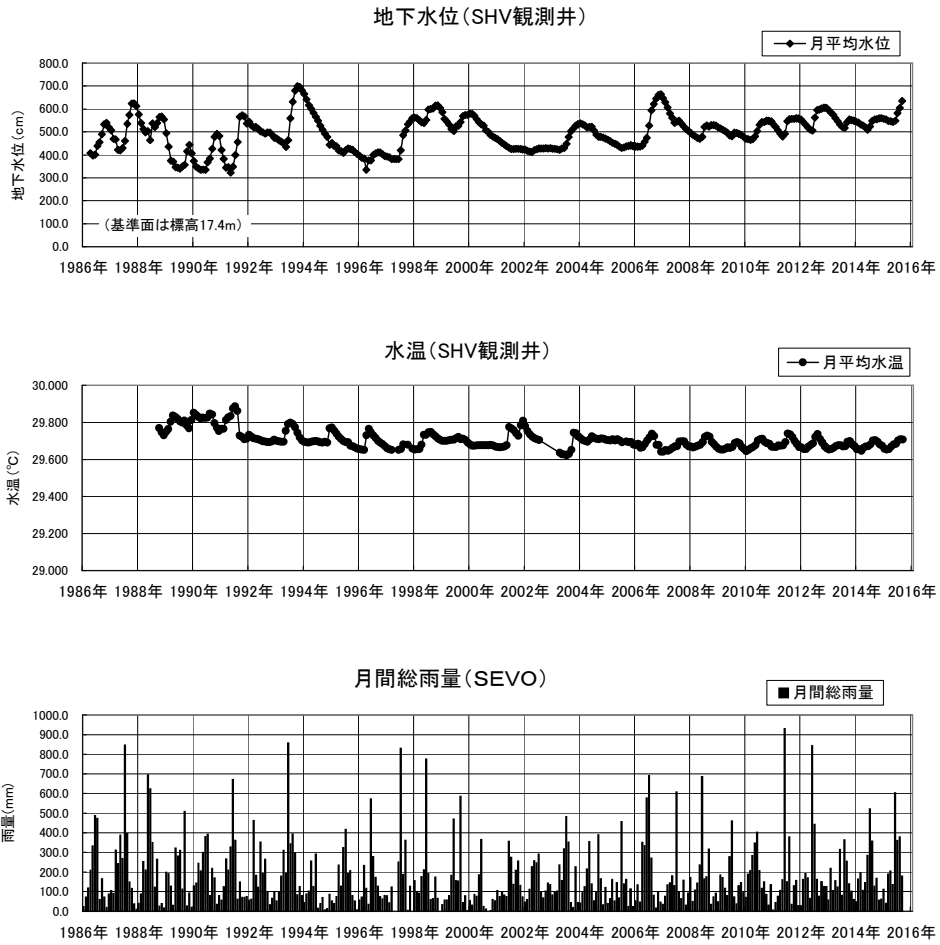 地下水位(SHV観測井)
月平均水位
800.0
700.0
600.0
500.0
400.0
300.0
200.0
100.0
0.0
地下水位(cm)
(基準面は標高17.4m)
1986年 1988年 1990年 1992年 1994年 1996年 1998年 2000年 2002年 2004年 2006年 2008年 2010年 2012年 2014年 2016年
水温(SHV観測井)
月平均水温
30.000
29.800
29.600
29.400
29.200
29.000
水温(℃)
1986年 1988年 1990年 1992年 1994年 1996年 1998年 2000年 2002年 2004年 2006年 2008年 2010年 2012年 2014年 2016年
月間総雨量(SEVO)
月間総雨量
1000.0
900.0
800.0
700.0
600.0
500.0
400.0
300.0
200.0
100.0
0.0
雨量(mm)
1986年 1988年 1990年 1992年 1994年 1996年 1998年 2000年 2002年 2004年 2006年 2008年 2010年 2012年 2014年 2016年